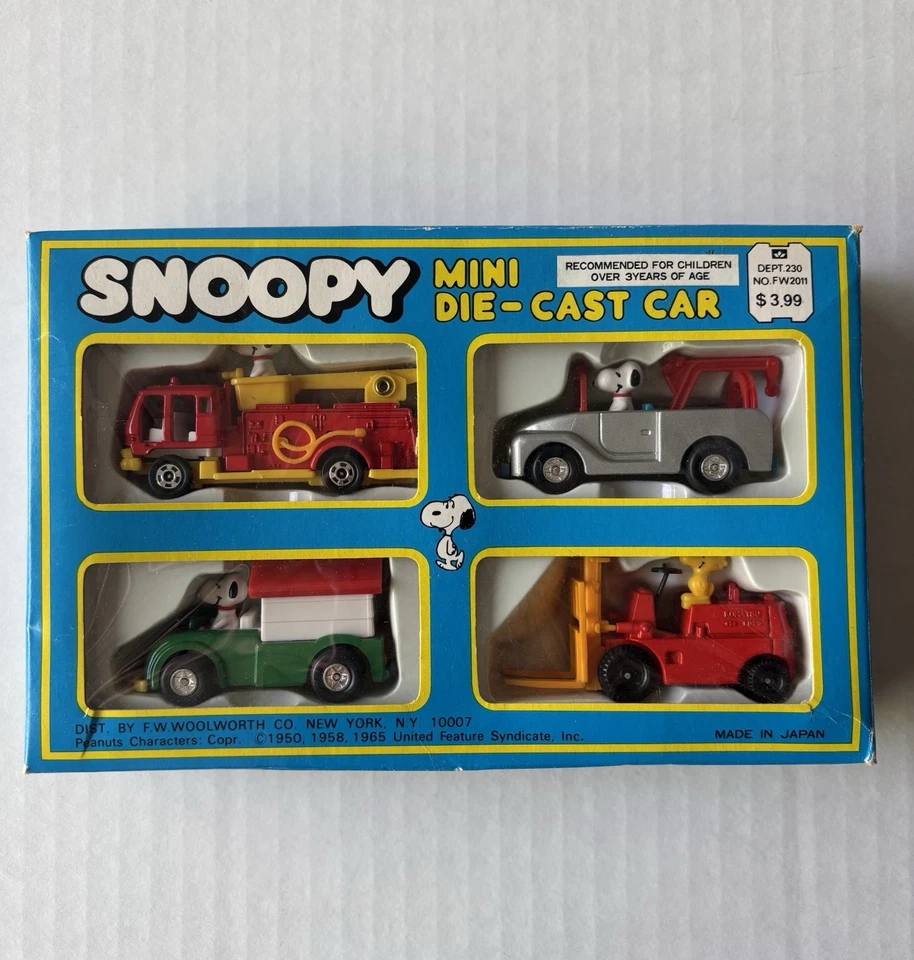 SNOOPY
MINI
DIE-CAST CAR
RECOMMENDED FOR CHILDREN
OVER 3YEARS OF AGE
DEPT.230
NO.FW2011
$3,99
DIST. BY F.W.WOOLWORTH CO. NEW YORK, N.Y. 10007
Peanuts Characters: Copr. ©1950, 1958, 1965 United Feature Syndicate, Inc.
MADE IN JAPAN